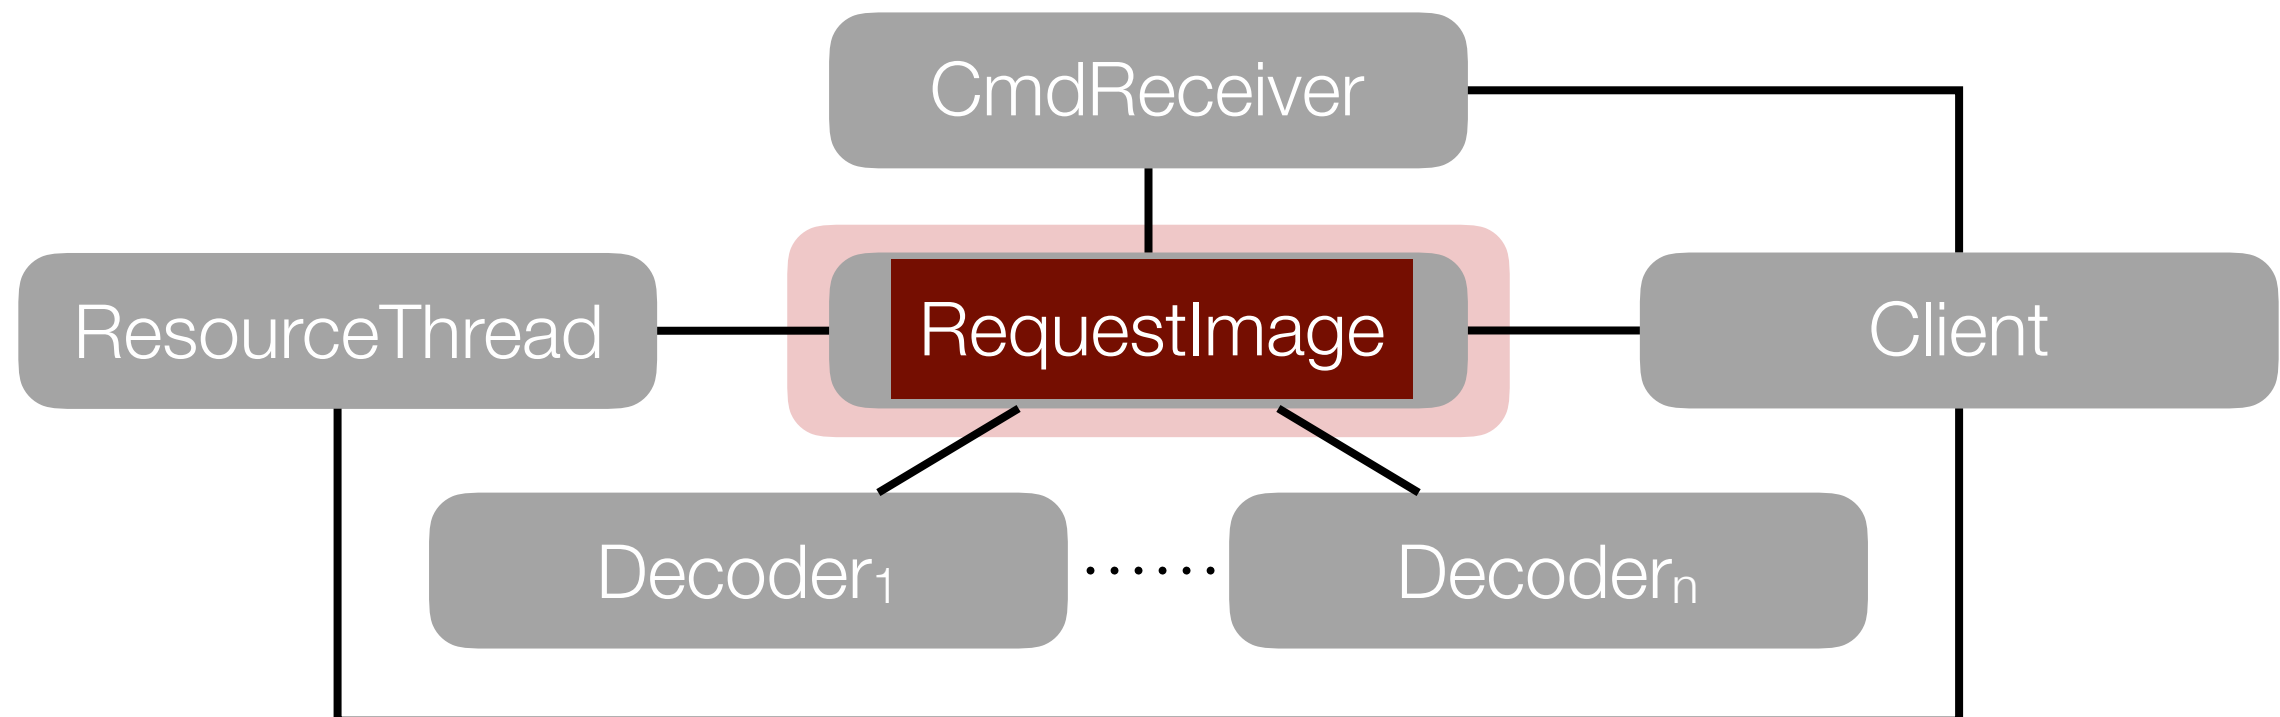 CmdReceiver
ResourceThread
RequestImage
Client
Decoder₁ ...... Decoderₙ